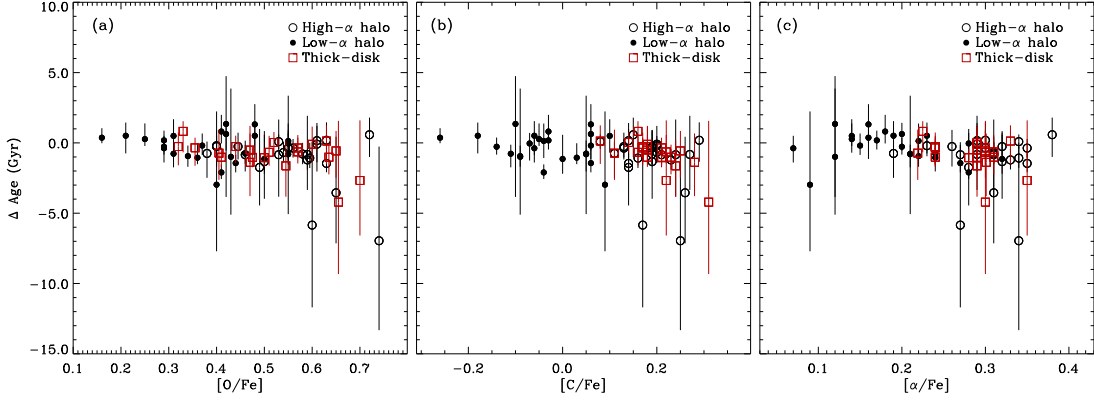 (a)
High-α halo
Low-α halo
Thick-disk
(b)
High-α halo
Low-α halo
Thick-disk
(c)
High-α halo
Low-α halo
Thick-disk
10.0
5.0
0.0
-5.0
-10.0
-15.0
Δ Age (Gyr)
0.1 0.2 0.3 0.4 0.5 0.6 0.7
-0.2 0.0 0.2
0.1 0.2 0.3 0.4
[O/Fe]
[C/Fe]
[α/Fe]